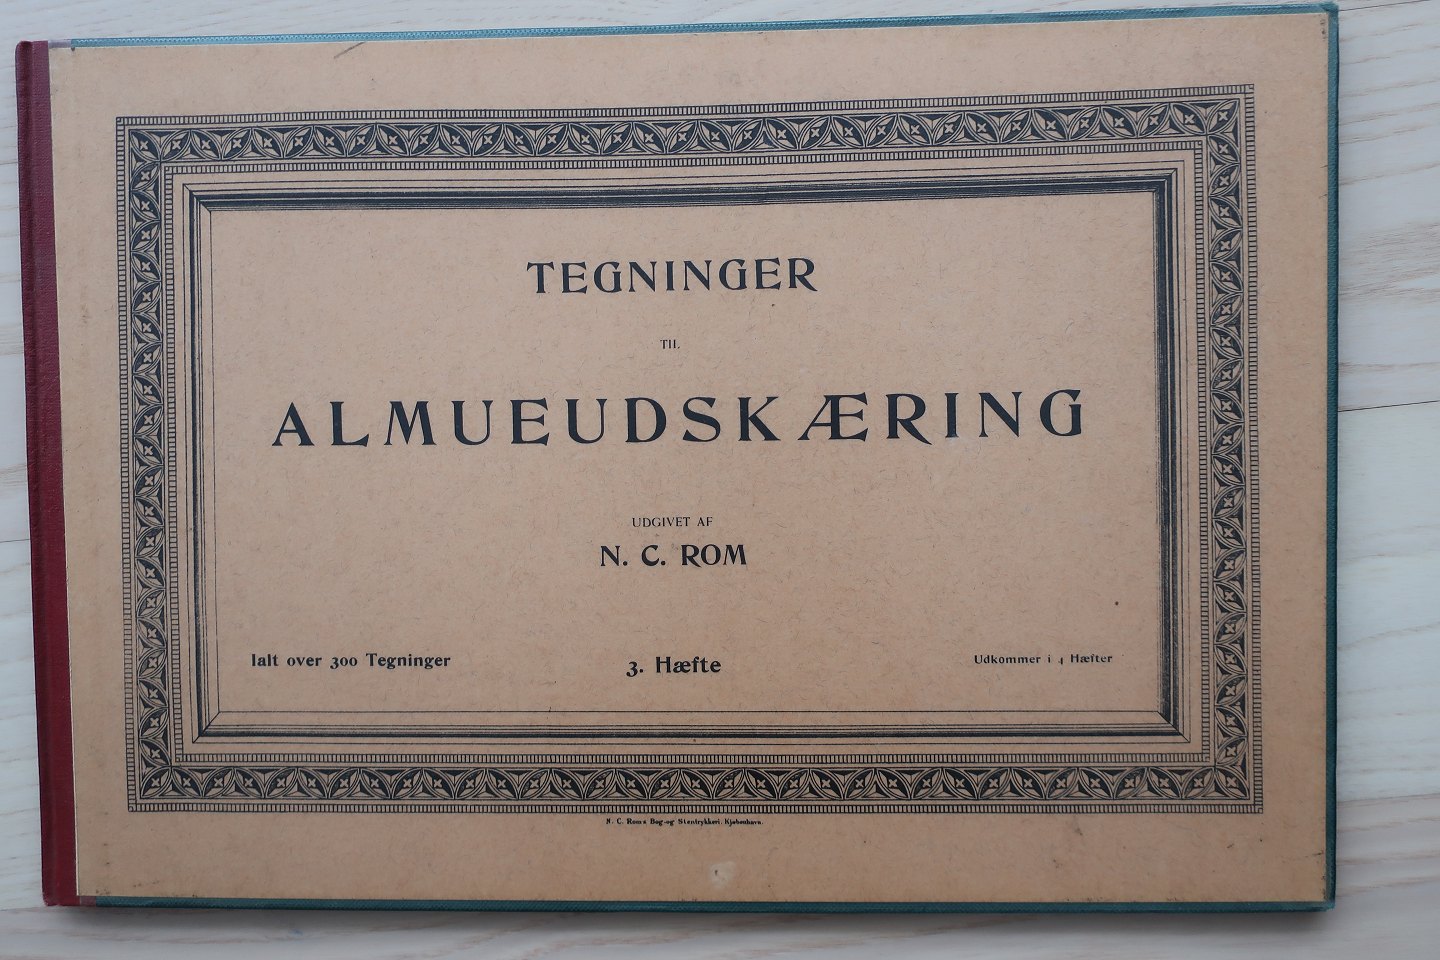 TEGNINGER
TIL
ALMUEUDSKÆRING
UDGIVET AF
N. C. ROM
Ialt over 300 Tegninger
3. Hæfte
Udkommer i 4 Hæfter
N. C. Rom's Bog- og Stentrykkeri, Kjøbenhavn.